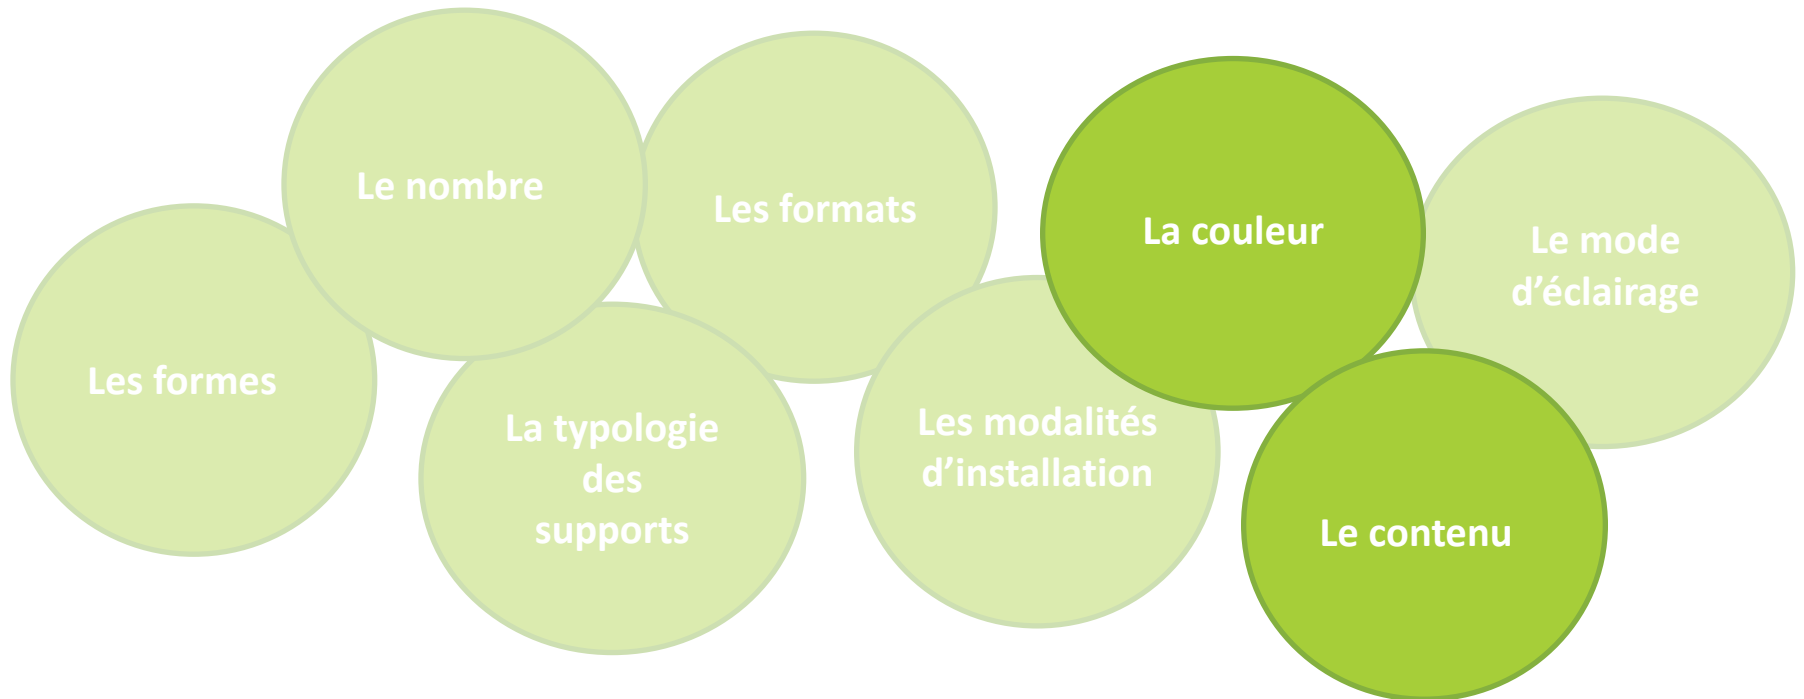 Le nombre
Les formats
La couleur
Le mode
d’éclairage
Les formes
La typologie
des
supports
Les modalités
d’installation
Le contenu